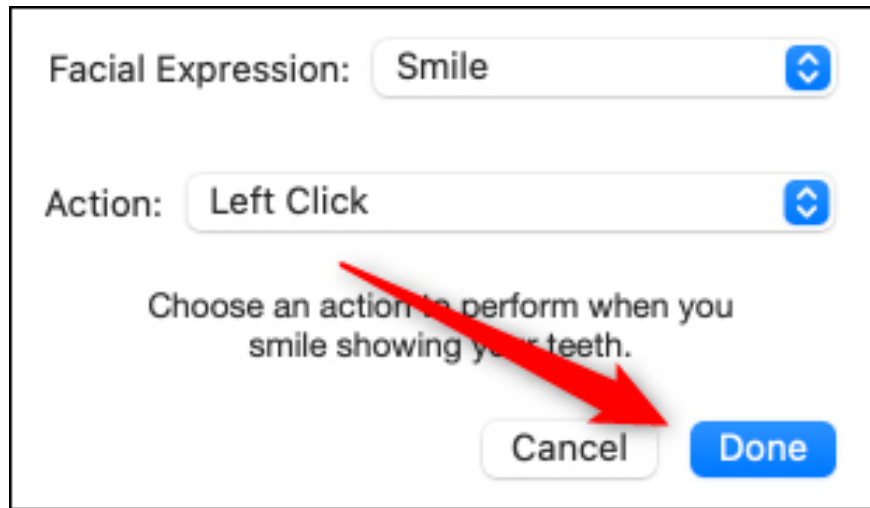 Facial Expression: Smile
Action: Left Click
Choose an action to perform when you
smile showing your teeth.
Cancel Done